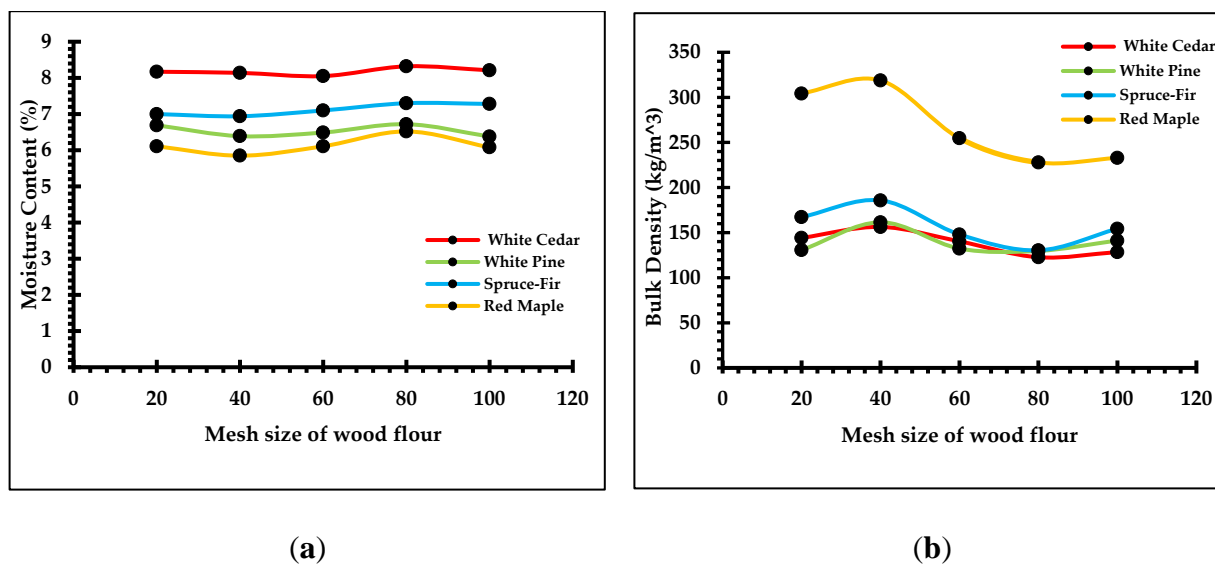 9
8
7
6
5
4
3
2
1
0
Moisture Content (%)
White Cedar
White Pine
Spruce-Fir
Red Maple
0 20 40 60 80 100 120
Mesh size of wood flour
(a)
350
300
250
200
150
100
50
0
Bulk Density (kg/m^3)
White Cedar
White Pine
Spruce-Fir
Red Maple
0 20 40 60 80 100 120
Mesh size of wood flour
(b)